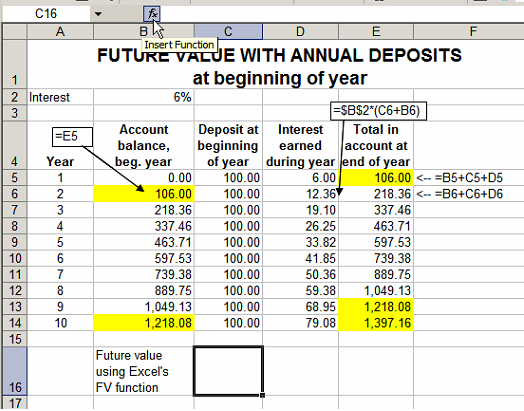 C16 fx
A B C D E F
Insert Function
1 FUTURE VALUE WITH ANNUAL DEPOSITS
at beginning of year
2 Interest 6%
3 =$B$2*(C6+B6)
=E5
4 Year Account balance, beg. year Deposit at beginning of year Interest earned during year Total in account at end of year
5 1 0.00 100.00 6.00 106.00 <-- =B5+C5+D5
6 2 106.00 100.00 12.36 218.36 <-- =B6+C6+D6
7 3 218.36 100.00 19.10 337.46
8 4 337.46 100.00 26.25 463.71
9 5 463.71 100.00 33.82 597.53
10 6 597.53 100.00 41.85 739.38
11 7 739.38 100.00 50.36 889.75
12 8 889.75 100.00 59.38 1,049.13
13 9 1,049.13 100.00 68.95 1,218.08
14 10 1,218.08 100.00 79.08 1,397.16
15
Future value
using Excel's
16 FV function
17